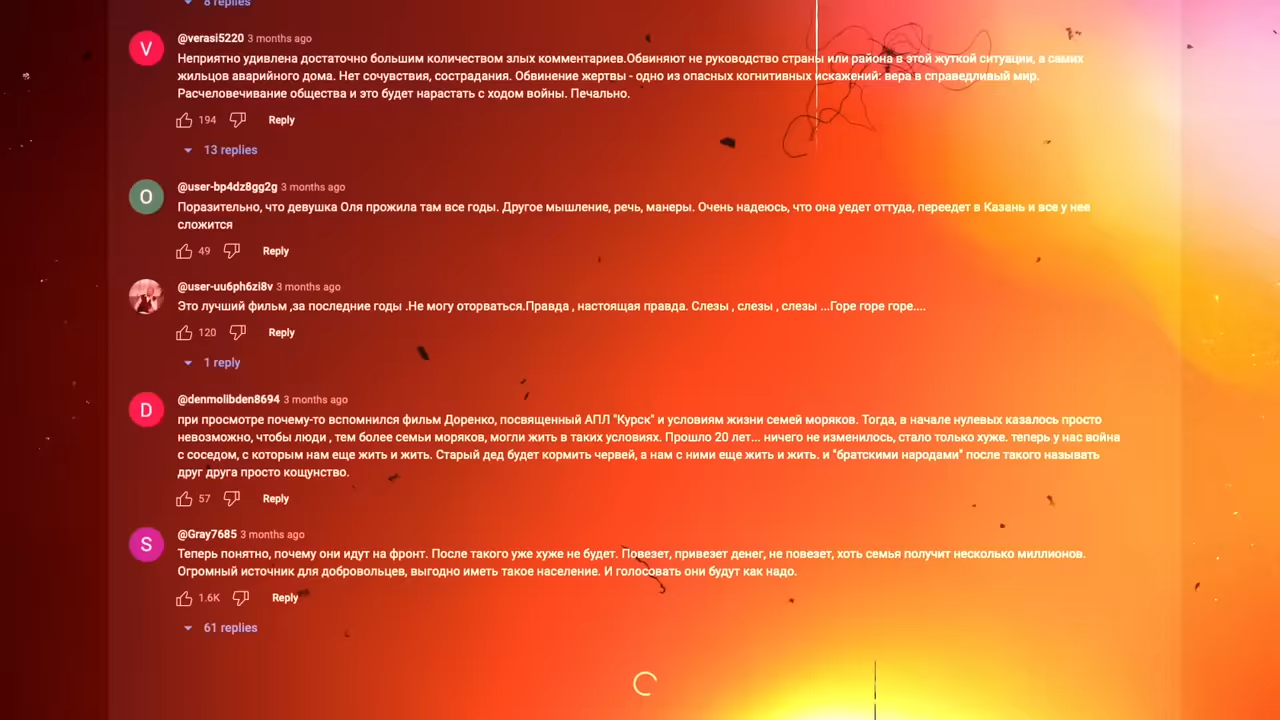 8 replies
@verasi5220 3 months ago
V
Неприятно удивлена достаточно большим количеством злых комментариев.Обвиняют не руководство страны или района в этой жуткой ситуации, а самих
жильцов аварийного дома. Нет сочувствия, сострадания. Обвинение жертвы - одно из опасных когнитивных искажений: вера в справедливый мир.
Расчеловечивание общества и это будет нарастать с ходом войны. Печально.
194 Reply
13 replies
@user-bp4dz8gg2g 3 months ago
O
Поразительно, что девушка Оля прожила там все годы. Другое мышление, речь, манеры. Очень надеюсь, что она уедет оттуда, переедет в Казань и все у нее
сложится
49 Reply
@user-uu6ph6zi8v 3 months ago
Это лучший фильм ,за последние годы .Не могу оторваться.Правда , настоящая правда. Слезы , слезы , слезы ...Горе горе горе....
120 Reply
1 reply
@denmolibden8694 3 months ago
D
при просмотре почему-то вспомнился фильм Доренко, посвященный АПЛ "Курск" и условиям жизни семей моряков. Тогда, в начале нулевых казалось просто
невозможно, чтобы люди , тем более семьи моряков, могли жить в таких условиях. Прошло 20 лет... ничего не изменилось, стало только хуже. теперь у нас война
с соседом, с которым нам еще жить и жить. Старый дед будет кормить червей, а нам с ними еще жить и жить. и "братскими народами" после такого называть
друг друга просто кощунство.
57 Reply
@Gray7685 3 months ago
S
Теперь понятно, почему они идут на фронт. После такого уже хуже не будет. Повезет, привезет денег, не повезет, хоть семья получит несколько миллионов.
Огромный источник для добровольцев, выгодно иметь такое население. И голосовать они будут как надо.
1.6K Reply
61 replies